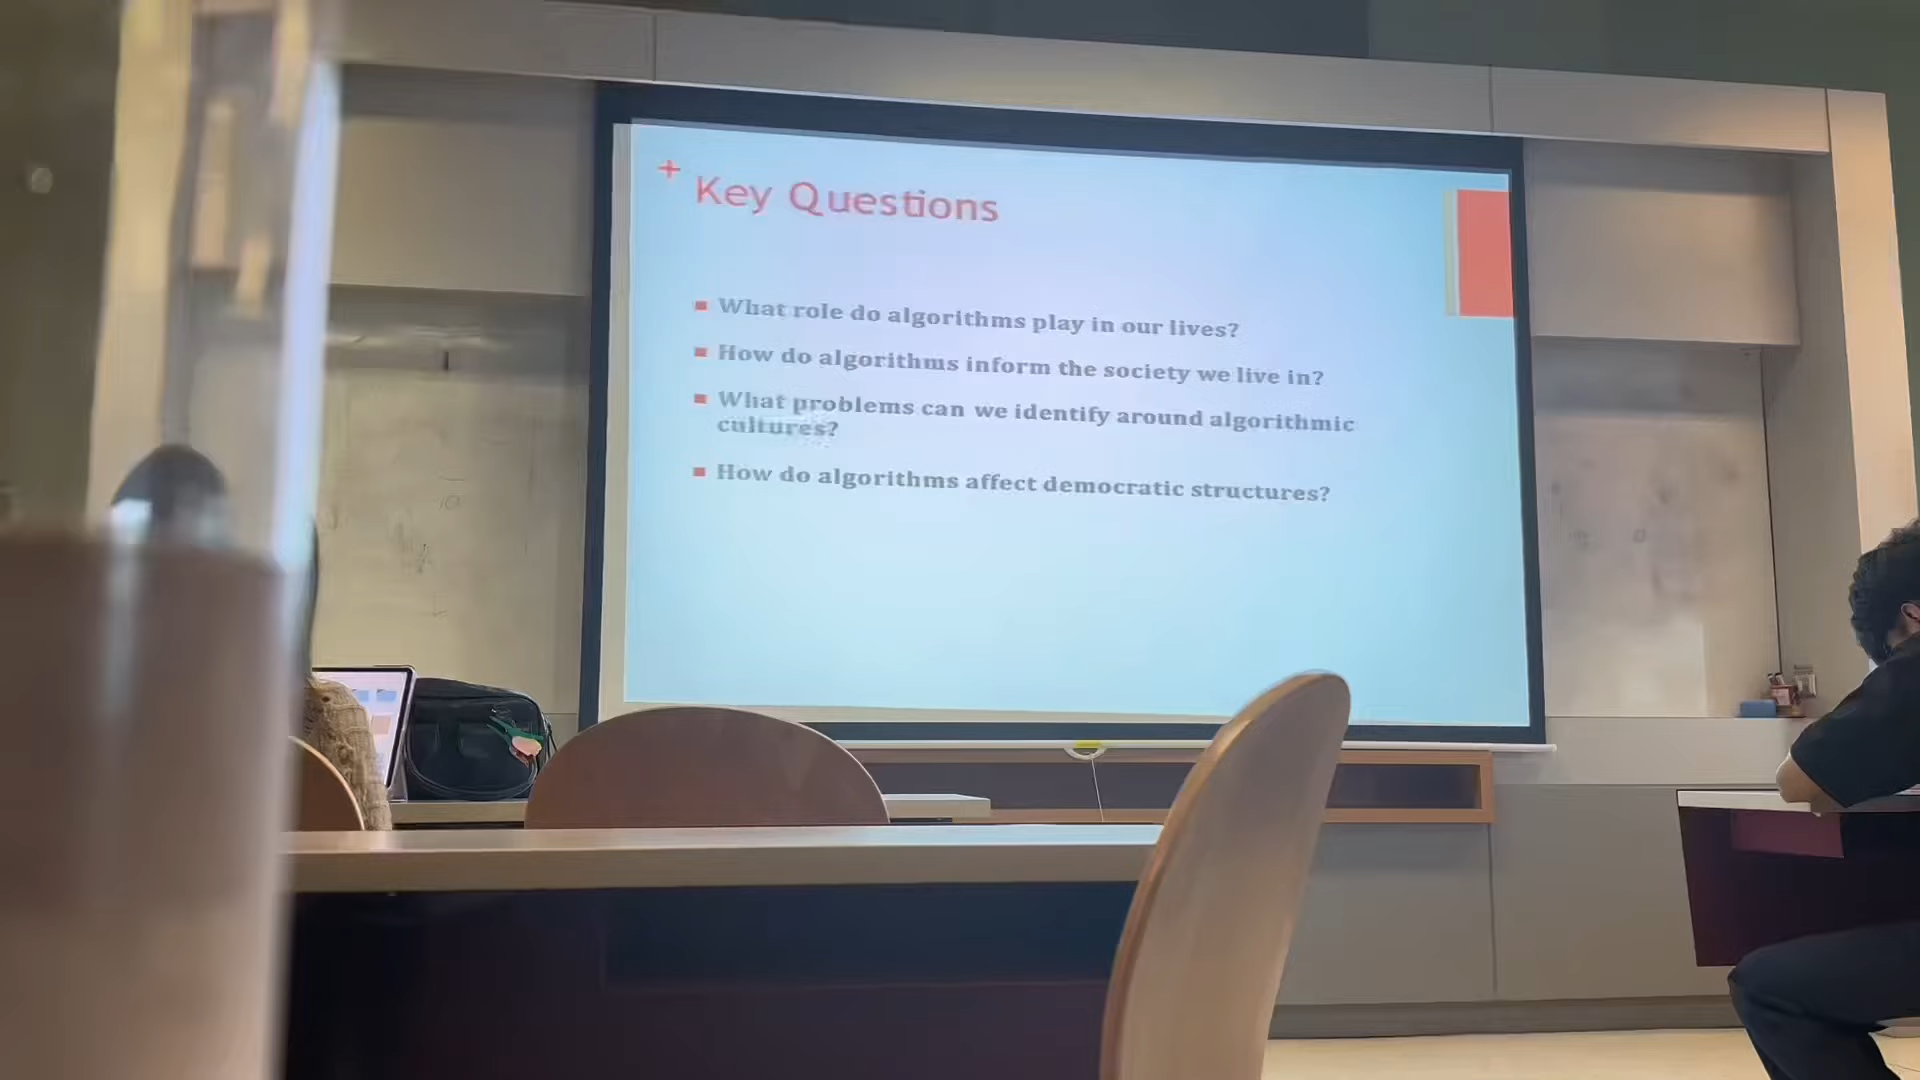 +
Key Questions
What role do algorithms play in our lives?
How do algorithms inform the society we live in?
What problems can we identify around algorithmic
cultures?
How do algorithms affect democratic structures?